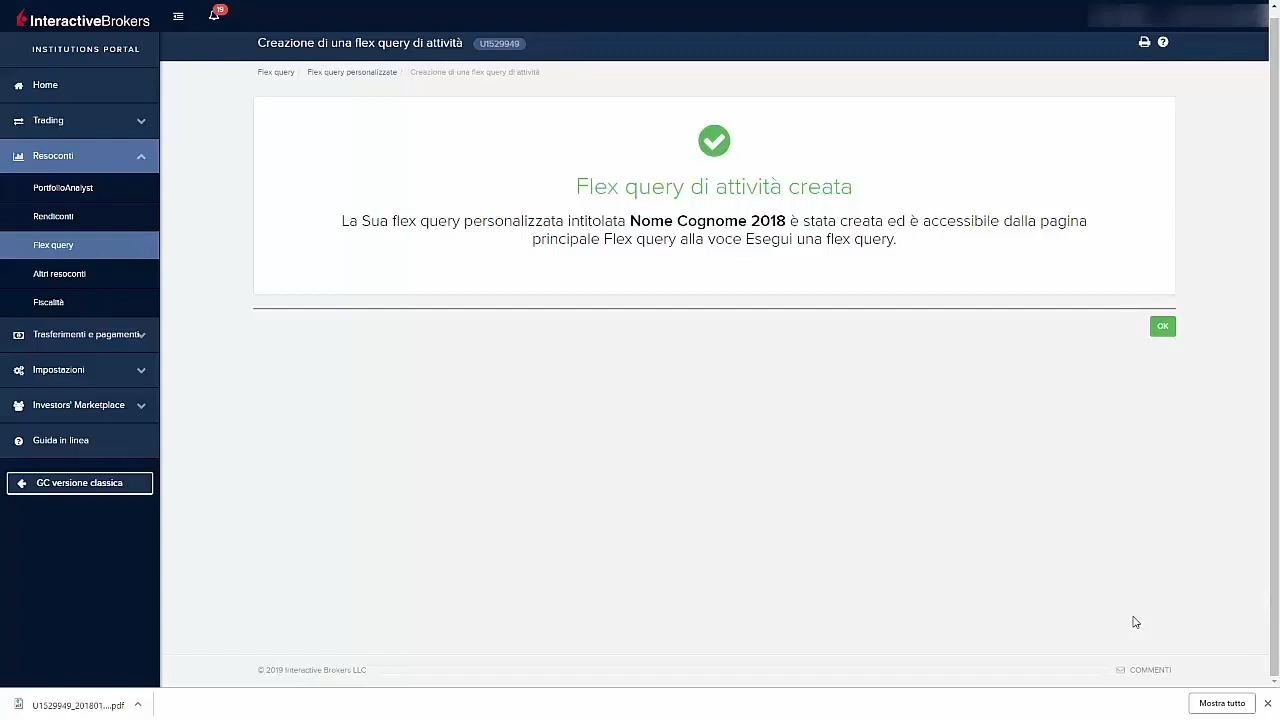 InteractiveBrokers
19
INSTITUTIONS PORTAL
Creazione di una flex query di attività U1529949
Flex query / Flex query personalizzate / Creazione di una flex query di attività
Home
Trading
Resoconti
PortfolioAnalyst
Rendiconti
Flex query
Altri resoconti
Fiscalità
Trasferimenti e pagamenti
Impostazioni
Investors' Marketplace
Guida in linea
GC versione classica
Flex query di attività creata
La Sua flex query personalizzata intitolata Nome Cognome 2018 è stata creata ed è accessibile dalla pagina
principale Flex query alla voce Esegui una flex query.
OK
© 2019 Interactive Brokers LLC
COMMENTI
U1529949_201801....pdf
Mostra tutto